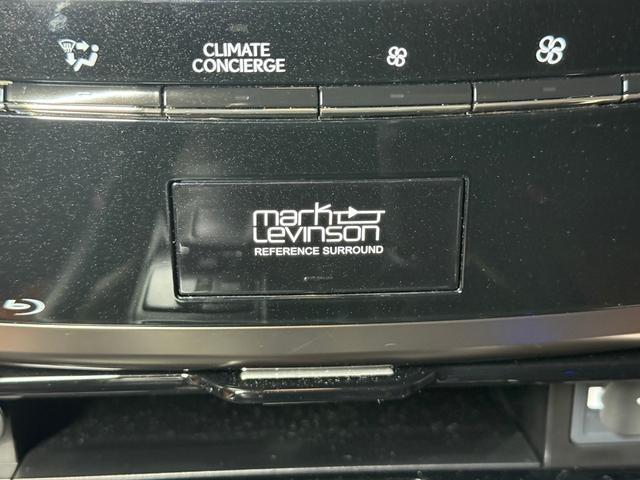 CLIMATE
CONCIERGE
mark
Levinson
REFERENCE SURROUND